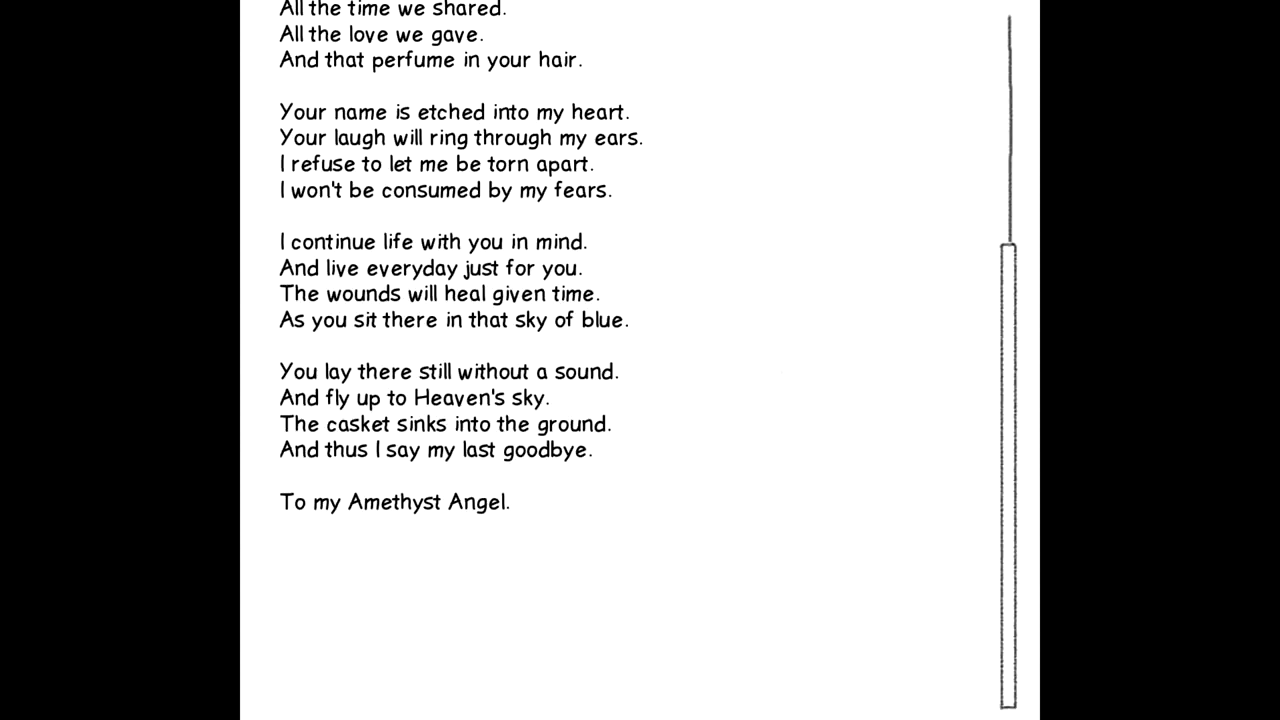 All the time we shared.
All the love we gave.
And that perfume in your hair.
Your name is etched into my heart.
Your laugh will ring through my ears.
I refuse to let me be torn apart.
I won't be consumed by my fears.
I continue life with you in mind.
And live everyday just for you.
The wounds will heal given time.
As you sit there in that sky of blue.
You lay there still without a sound.
And fly up to Heaven's sky.
The casket sinks into the ground.
And thus I say my last goodbye.
To my Amethyst Angel.